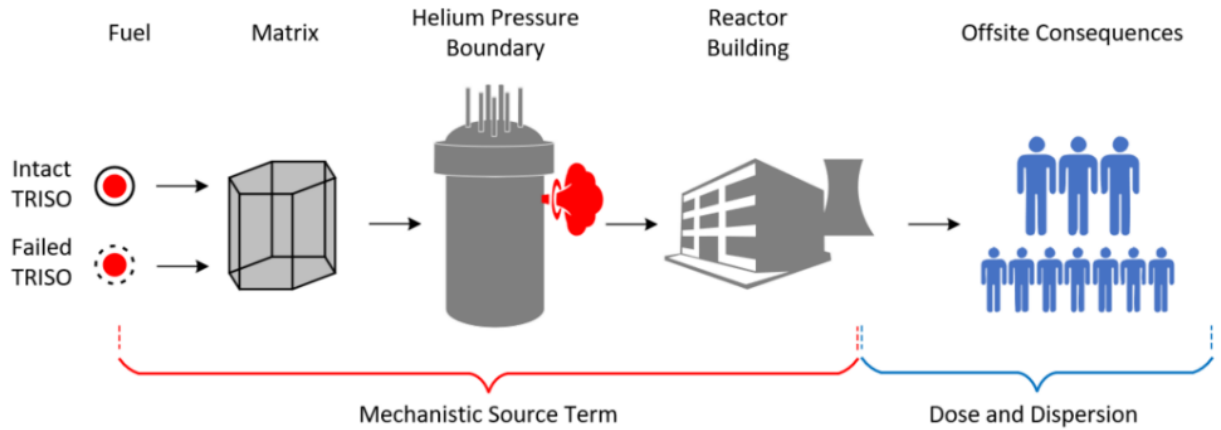 Fuel
Matrix
Helium Pressure
Boundary
Reactor
Building
Offsite Consequences
Intact
TRISO
Failed
TRISO
Mechanistic Source Term
Dose and Dispersion